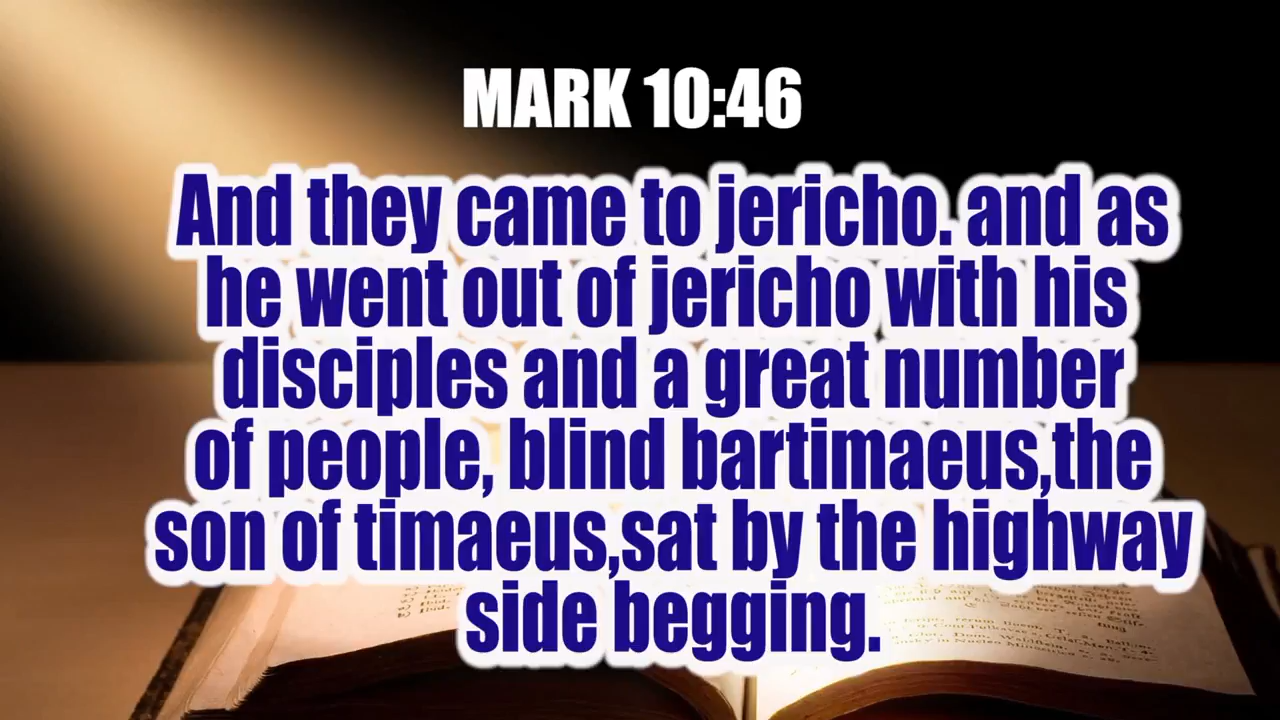 MARK 10:46
And they came to jericho. and as
he went out of jericho with his
disciples and a great number
of people, blind bartimaeus,the
son of timaeus,sat by the highway
side begging.